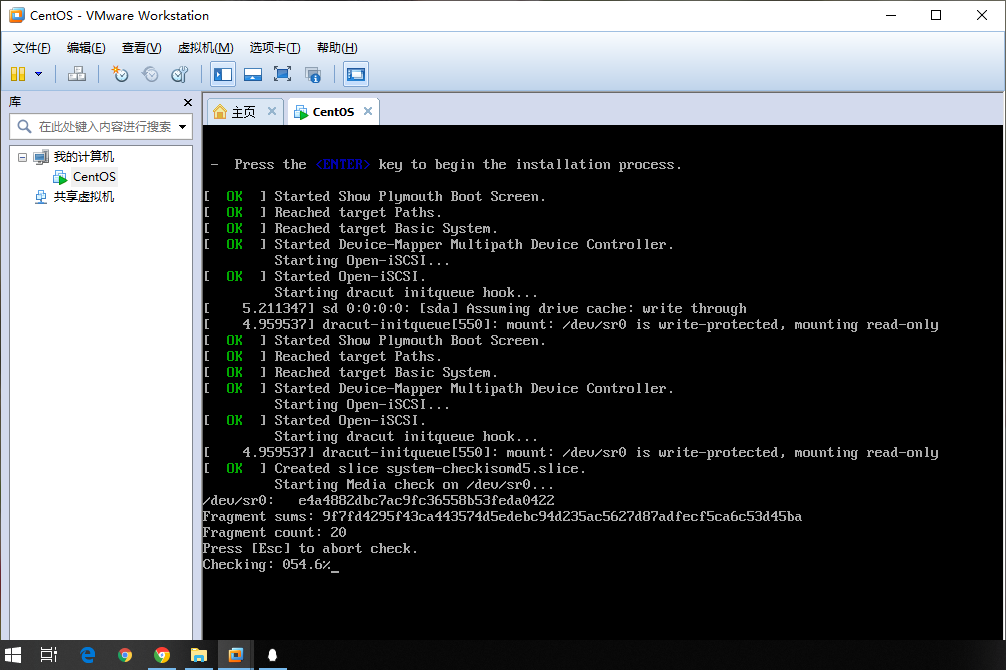 CentOS - VMware Workstation
文件(F) 编辑(E) 查看(V) 虚拟机(M) 选项卡(T) 帮助(H)
库
在此处键入内容进行搜索
我的计算机
CentOS
共享虚拟机
主页 CentOS
- Press the <ENTER> key to begin the installation process.
[ OK ] Started Show Plymouth Boot Screen.
[ OK ] Reached target Paths.
[ OK ] Reached target Basic System.
[ OK ] Started Device-Mapper Multipath Device Controller.
Starting Open-iSCSI...
[ OK ] Started Open-iSCSI.
Starting dracut initqueue hook...
[ 5.211347] sd 0:0:0:0: [sda] Assuming drive cache: write through
[ 4.959537] dracut-initqueue[550]: mount: /dev/sr0 is write-protected, mounting read-only
[ OK ] Started Show Plymouth Boot Screen.
[ OK ] Reached target Paths.
[ OK ] Reached target Basic System.
[ OK ] Started Device-Mapper Multipath Device Controller.
Starting Open-iSCSI...
[ OK ] Started Open-iSCSI.
Starting dracut initqueue hook...
[ 4.959537] dracut-initqueue[550]: mount: /dev/sr0 is write-protected, mounting read-only
[ OK ] Created slice system-checkisomd5.slice.
Starting Media check on /dev/sr0...
/dev/sr0: e4a4882dbc7ac9fc36558b53feda0422
Fragment sums: 9f7fd4295f43ca443574d5edebc94d235ac5627d87adfecf5ca6c53d45ba
Fragment count: 20
Press [Esc] to abort check.
Checking: 054.6%_